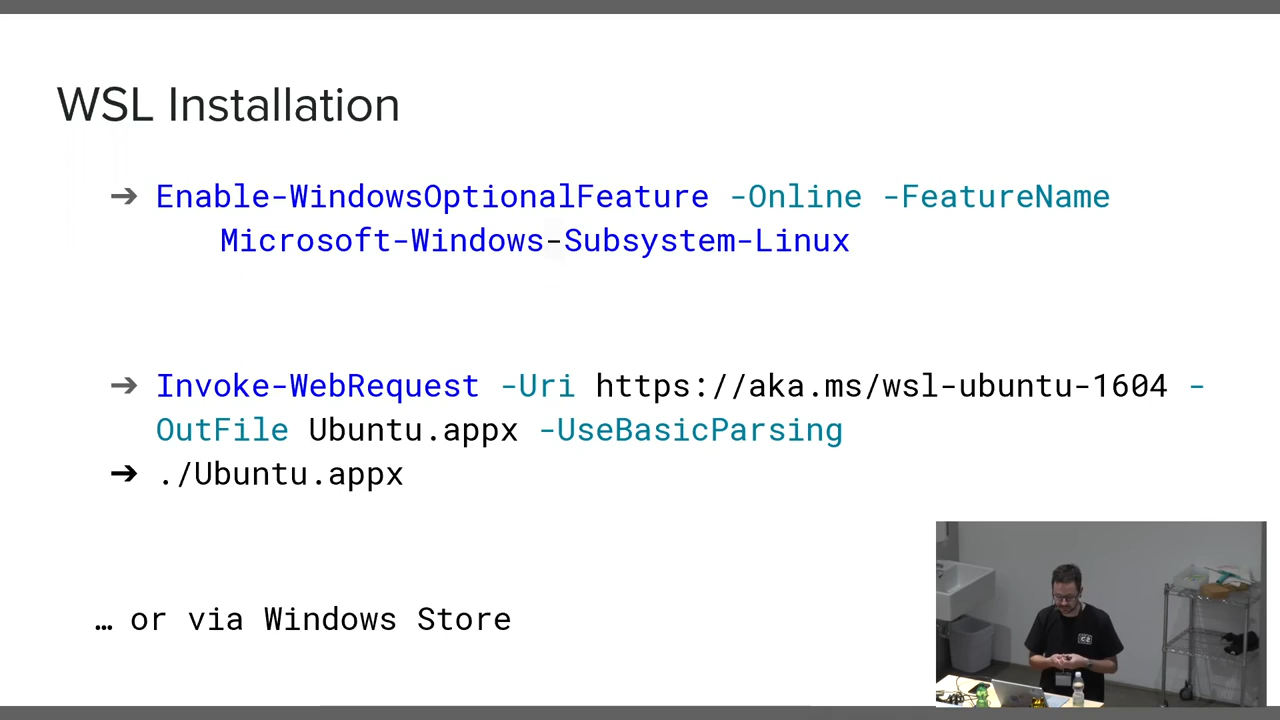 WSL Installation
➔ Enable-WindowsOptionalFeature -Online -FeatureName
Microsoft-Windows-Subsystem-Linux
➔ Invoke-WebRequest -Uri https://aka.ms/wsl-ubuntu-1604 -
OutFile Ubuntu.appx -UseBasicParsing
➔ ./Ubuntu.appx
… or via Windows Store